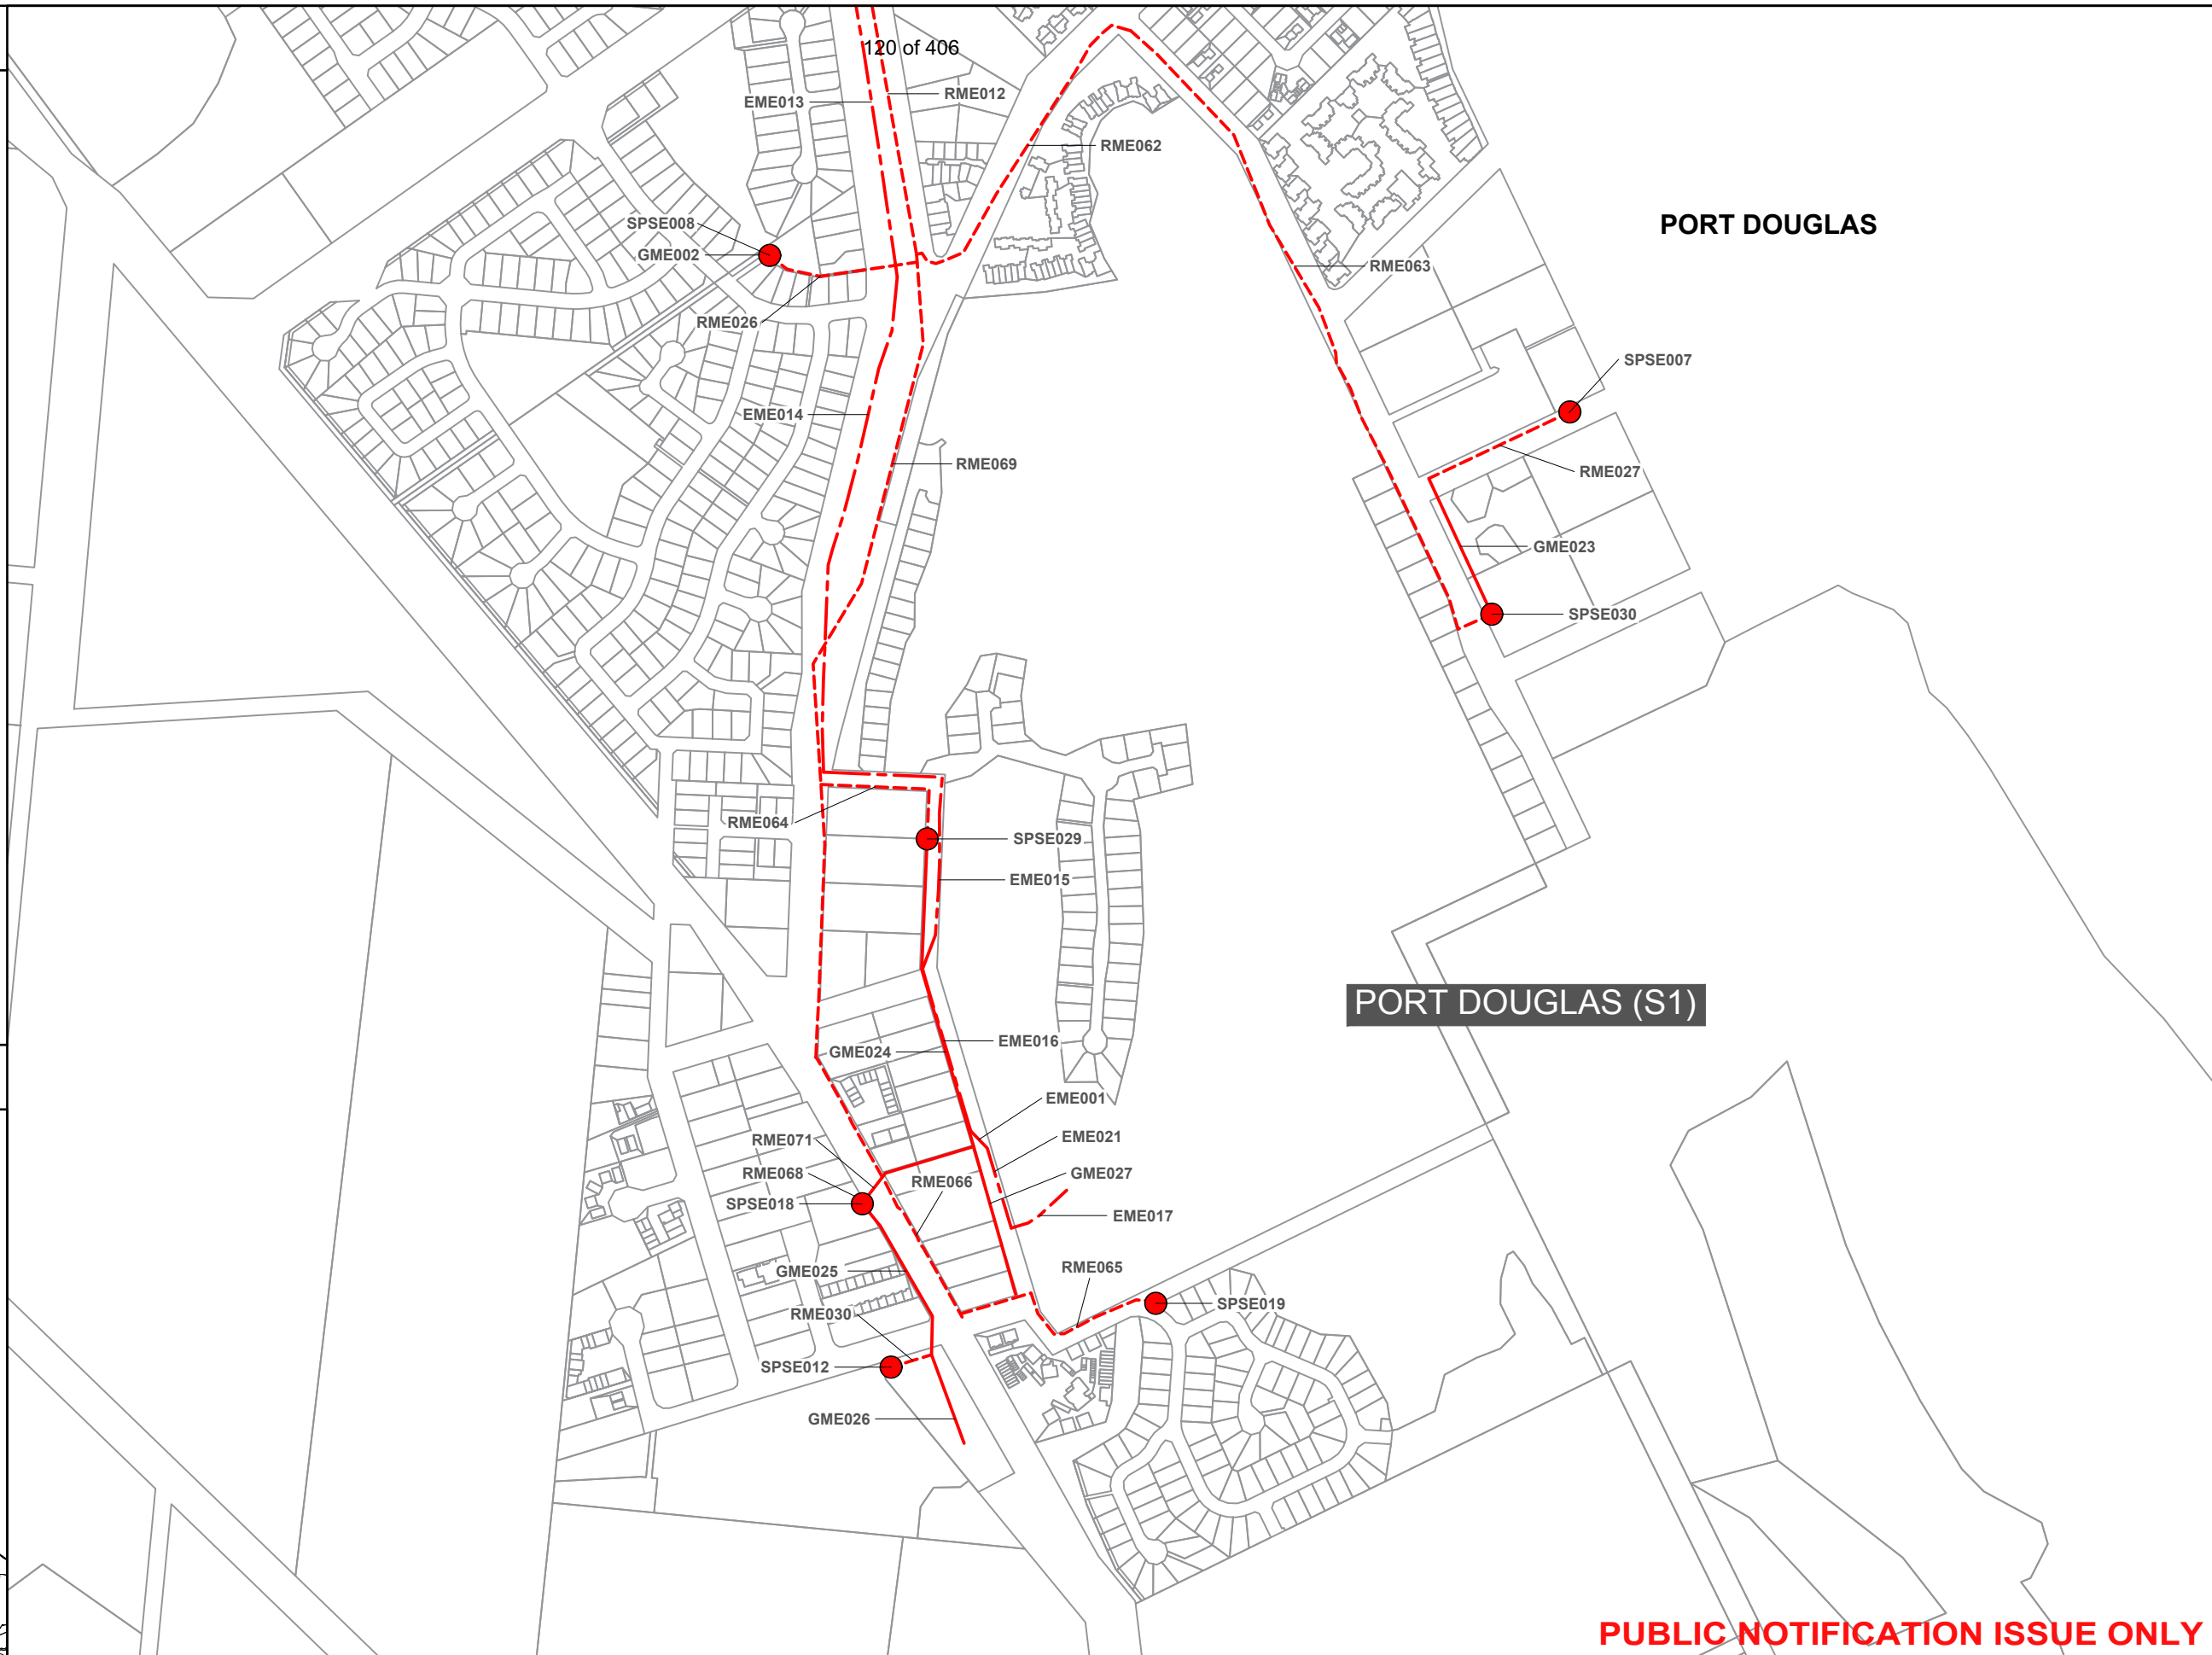 120 of 406
EME013
RME012
RME062
SPSE008
PORT DOUGLAS
GME002
RME063
RME026
SPSE007
EME014
RME069
RME027
GME023
SPSE030
RME064
SPSE029
EME015
PORT DOUGLAS (S1)
EME016
GME024
EME001
RME071
EME021
RME068
GME027
RME066
SPSE018
EME017
RME065
GME025
SPSE019
RME030
SPSE012
GME026
PUBLIC NOTIFICATION ISSUE ONLY